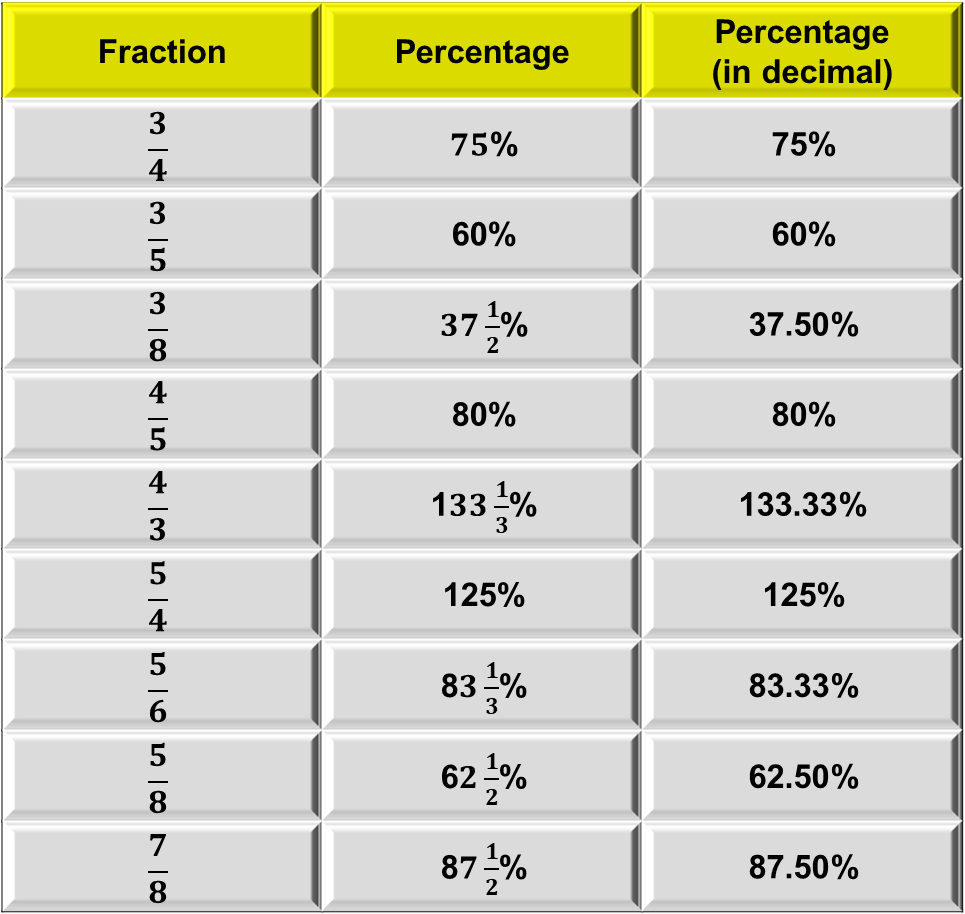 Fraction Percentage Percentage
(in decimal)
3/4 75% 75%
3/5 60% 60%
3/8 37 1/2% 37.50%
4/5 80% 80%
4/3 133 1/3% 133.33%
5/4 125% 125%
5/6 83 1/3% 83.33%
5/8 62 1/2% 62.50%
7/8 87 1/2% 87.50%